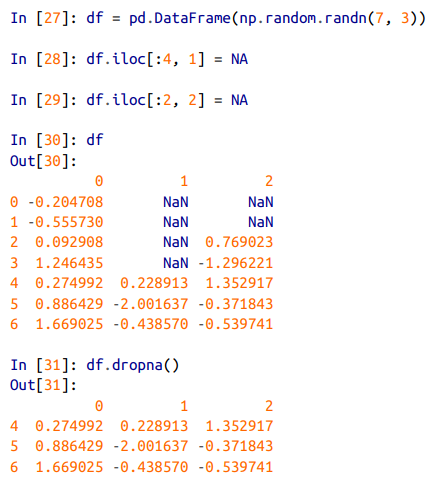 In [27]: df = pd.DataFrame(np.random.randn(7, 3))
In [28]: df.iloc[:4, 1] = NA
In [29]: df.iloc[:2, 2] = NA
In [30]: df
Out[30]:
          0         1         2
0 -0.204708       NaN       NaN
1 -0.555730       NaN       NaN
2  0.092908       NaN  0.769023
3  1.246435       NaN -1.296221
4  0.274992  0.228913  1.352917
5  0.886429 -2.001637 -0.371843
6  1.669025 -0.438570 -0.539741
In [31]: df.dropna()
Out[31]:
          0         1         2
4  0.274992  0.228913  1.352917
5  0.886429 -2.001637 -0.371843
6  1.669025 -0.438570 -0.539741